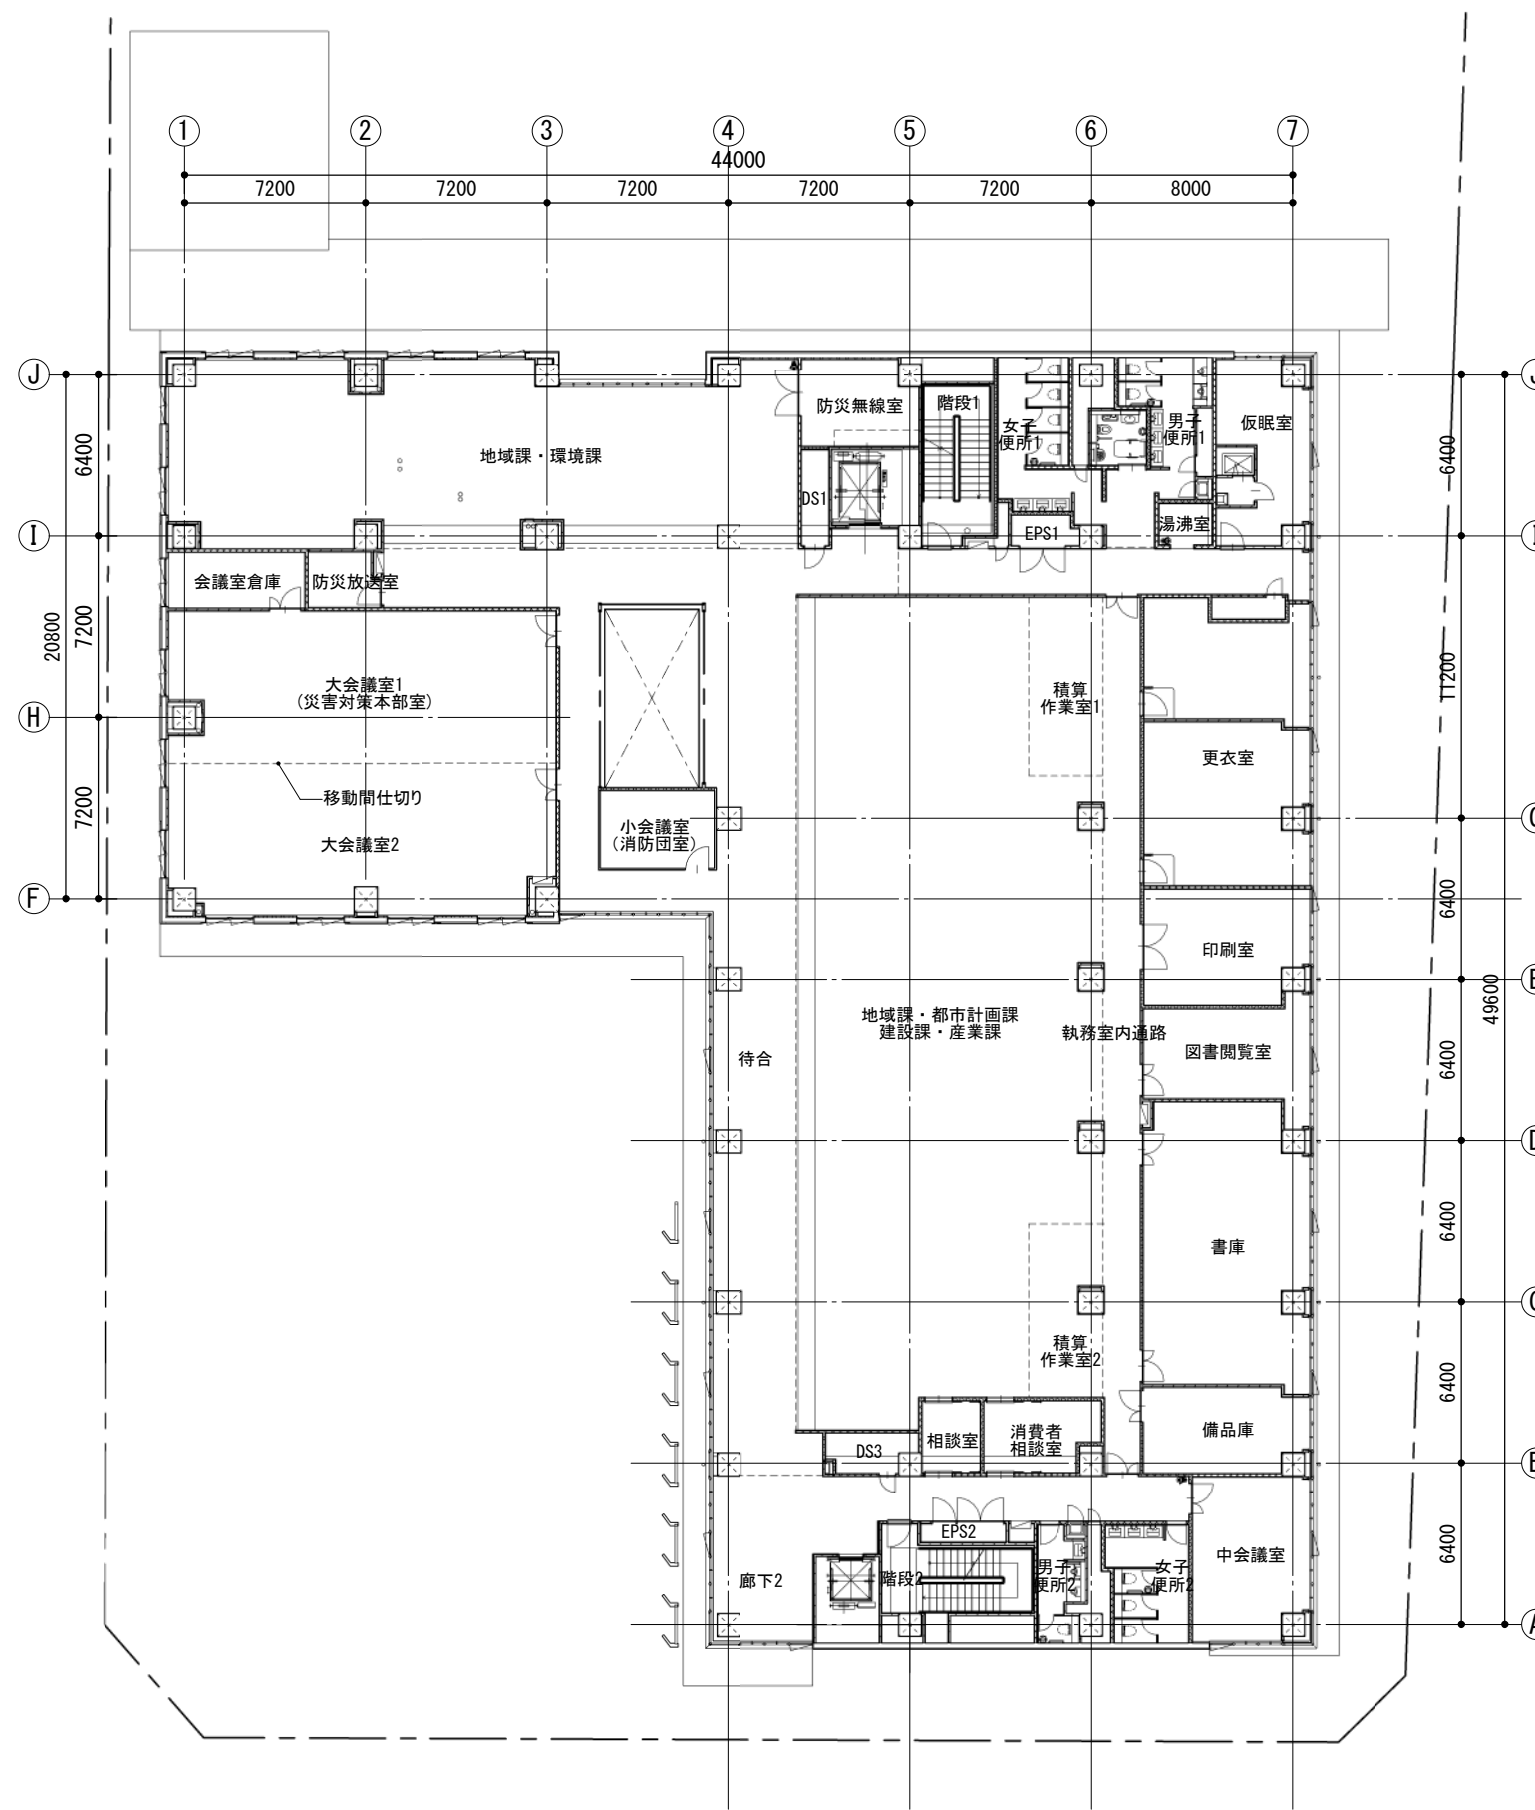 1
2
3
4
5
6
7
44000
7200
7200
7200
7200
7200
8000
J
6400
地域課・環境課
防災無線室
階段1
女子
便所1
男子
便所1
仮眠室
6400
DS1
I
EPS1
湯沸室
会議室倉庫
防災放送室
20800
7200
大会議室1
(災害対策本部室)
積算
作業室1
11200
H
更衣室
移動間仕切り
7200
小会議室
(消防団室)
大会議室2
F
6400
印刷室
49600
地域課・都市計画課
建設課・産業課
執務室内通路
待合
図書閲覧室
6400
D
6400
書庫
積算
作業室2
6400
相談室
消費者
相談室
備品庫
DS3
EPS2
廊下2
階段2
男子
便所2
女子
便所2
中会議室
6400
A